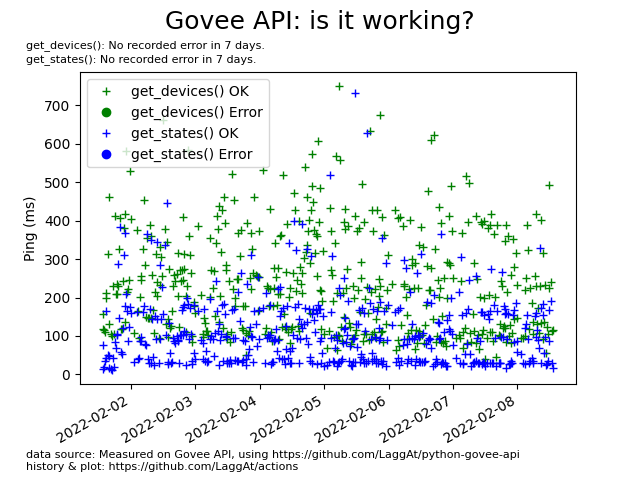 Govee API: is it working?
get_devices(): No recorded error in 7 days.
get_states(): No recorded error in 7 days.
get_devices() OK
get_devices() Error
get_states() OK
get_states() Error
Ping (ms)
700
600
500
400
300
200
100
0
2022-02-02
2022-02-03
2022-02-04
2022-02-05
2022-02-06
2022-02-07
2022-02-08
data source: Measured on Govee API, using https://github.com/LaggAt/python-govee-api
history & plot: https://github.com/LaggAt/actions